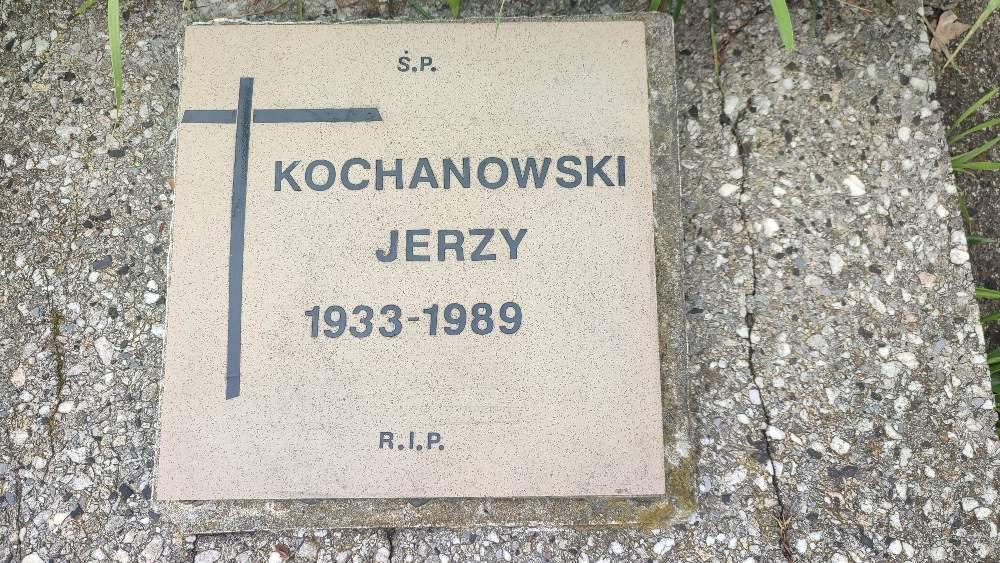 Ś.P.
KOCHANOWSKI
JERZY
1933-1989
R.I.P.